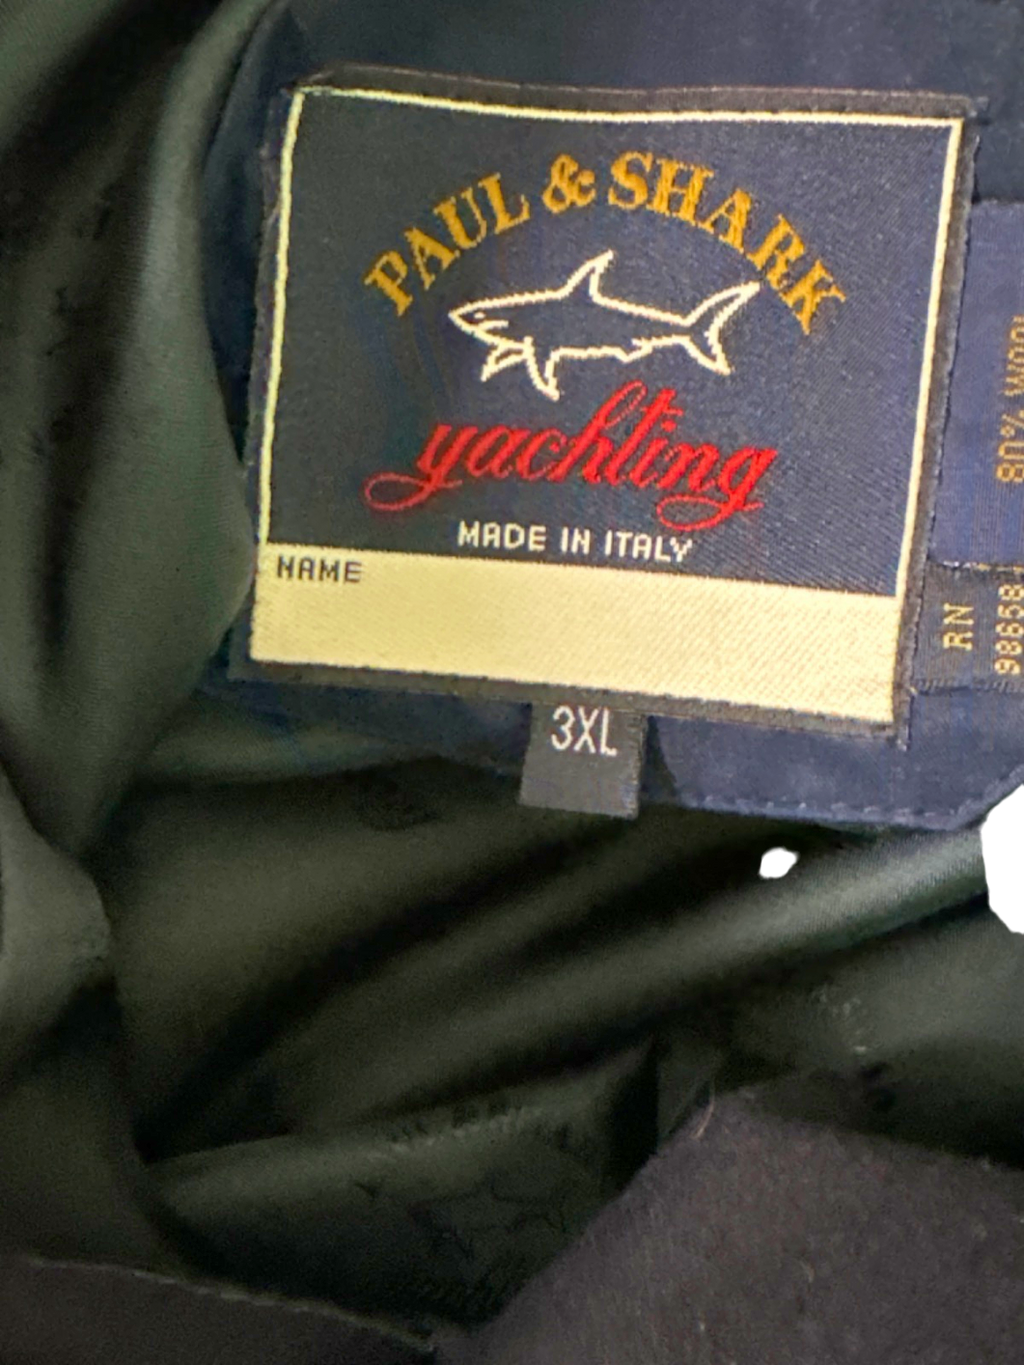 PAUL & SHARK
yachting
MADE IN ITALY
NAME
3XL
80% WOOL
RN
98658